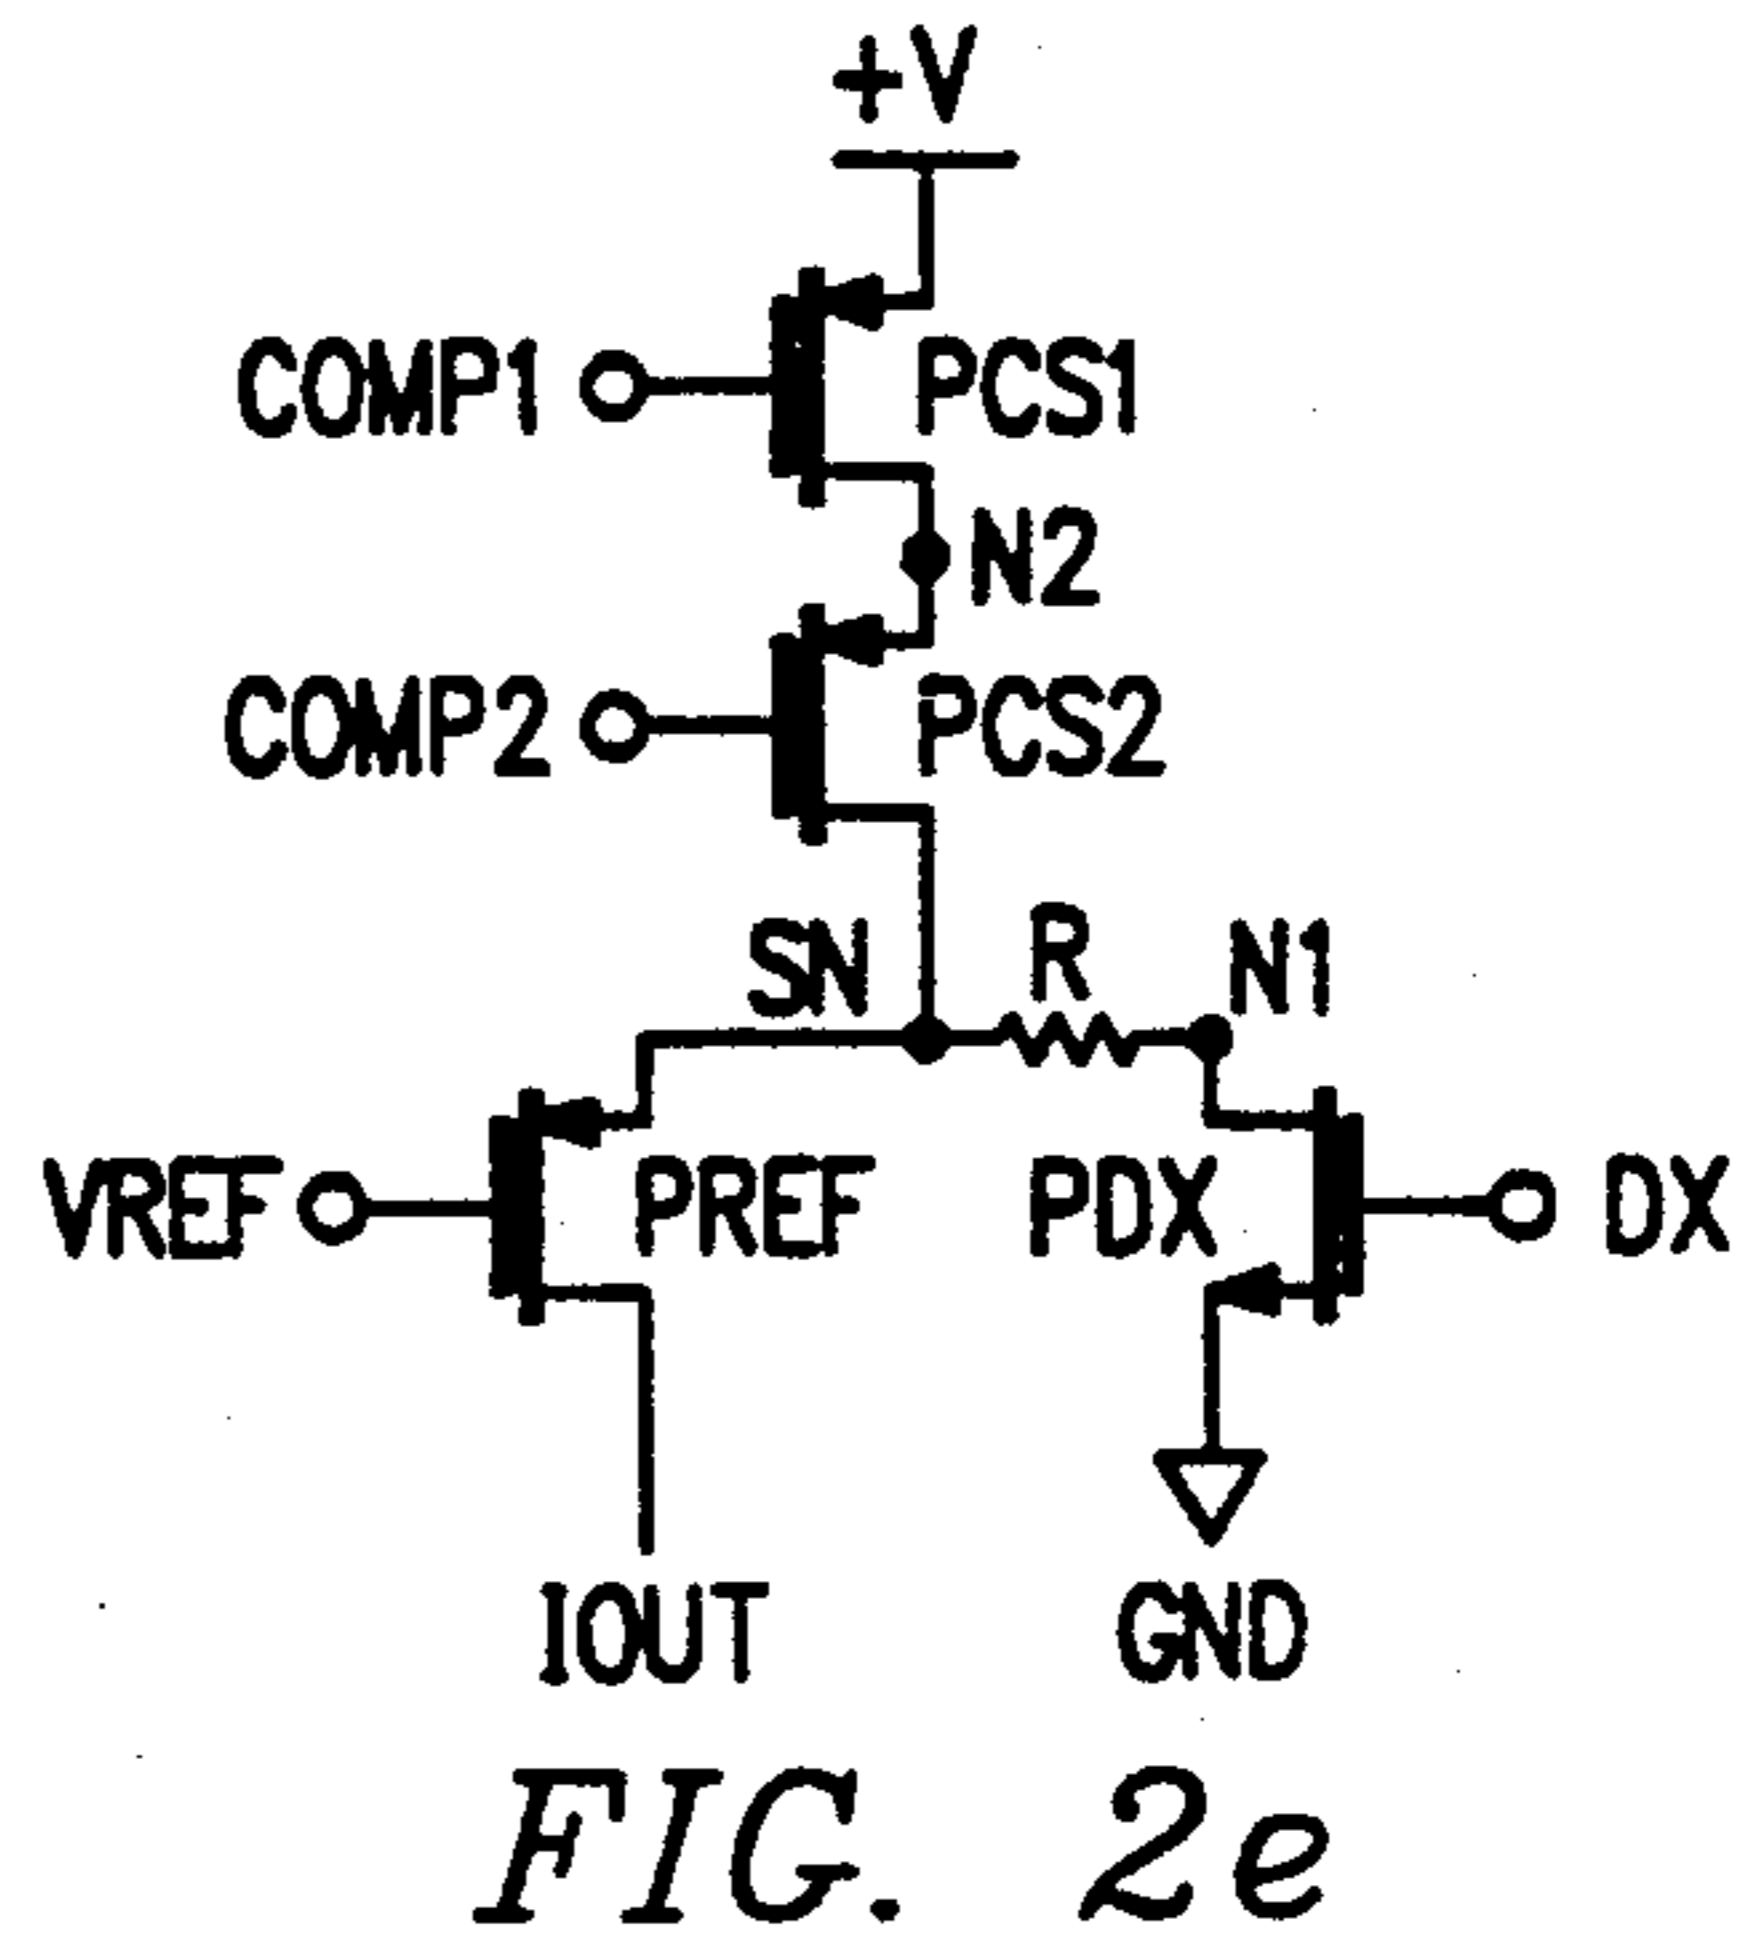 +V
COMP1 PCS1
N2
COMP2 PCS2
SN R N1
VREF PREF PDX DX
IOUT GND
FIG. 2e